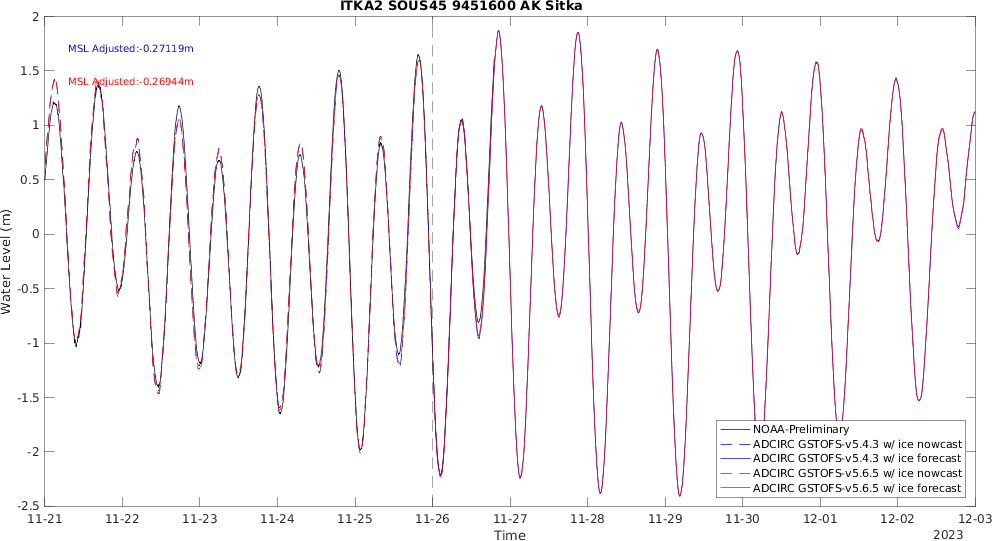 ITKA2 SOUS45 9451600 AK Sitka
MSL Adjusted:-0.27119m
MSL Adjusted:-0.26944m
Water Level (m)
2
1.5
1
0.5
0
-0.5
-1
-1.5
-2
-2.5
NOAA-Preliminary
ADCIRC GSTOFS-v5.4.3 w/ ice nowcast
ADCIRC GSTOFS-v5.4.3 w/ ice forecast
ADCIRC GSTOFS-v5.6.5 w/ ice nowcast
ADCIRC GSTOFS-v5.6.5 w/ ice forecast
11-21 11-22 11-23 11-24 11-25 11-26 11-27 11-28 11-29 11-30 12-01 12-02 12-03
Time
2023